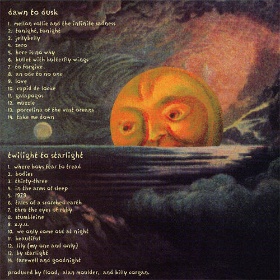 dawn to dusk
1. mellon collie and the infinite sadness
2. tonight, tonight
3. jellybelly
4. zero
5. here is no why
6. bullet with butterfly wings
7. to forgive
8. an ode to no one
9. love
10. cupid de locke
11. galapogos
12. muzzle
13. porcelina of the vast oceans
14. take me down
twilight to starlight
1. where boys fear to tread
2. bodies
3. thirty-three
4. in the arms of sleep
5. 1979
6. tales of a scorched earth
7. thru the eyes of ruby
8. stumbleine
9. x.y.u.
10. we only come out at night
11. beautiful
12. lily (my one and only)
13. by starlight
14. farewell and goodnight
produced by flood, alan moulder, and billy corgan.